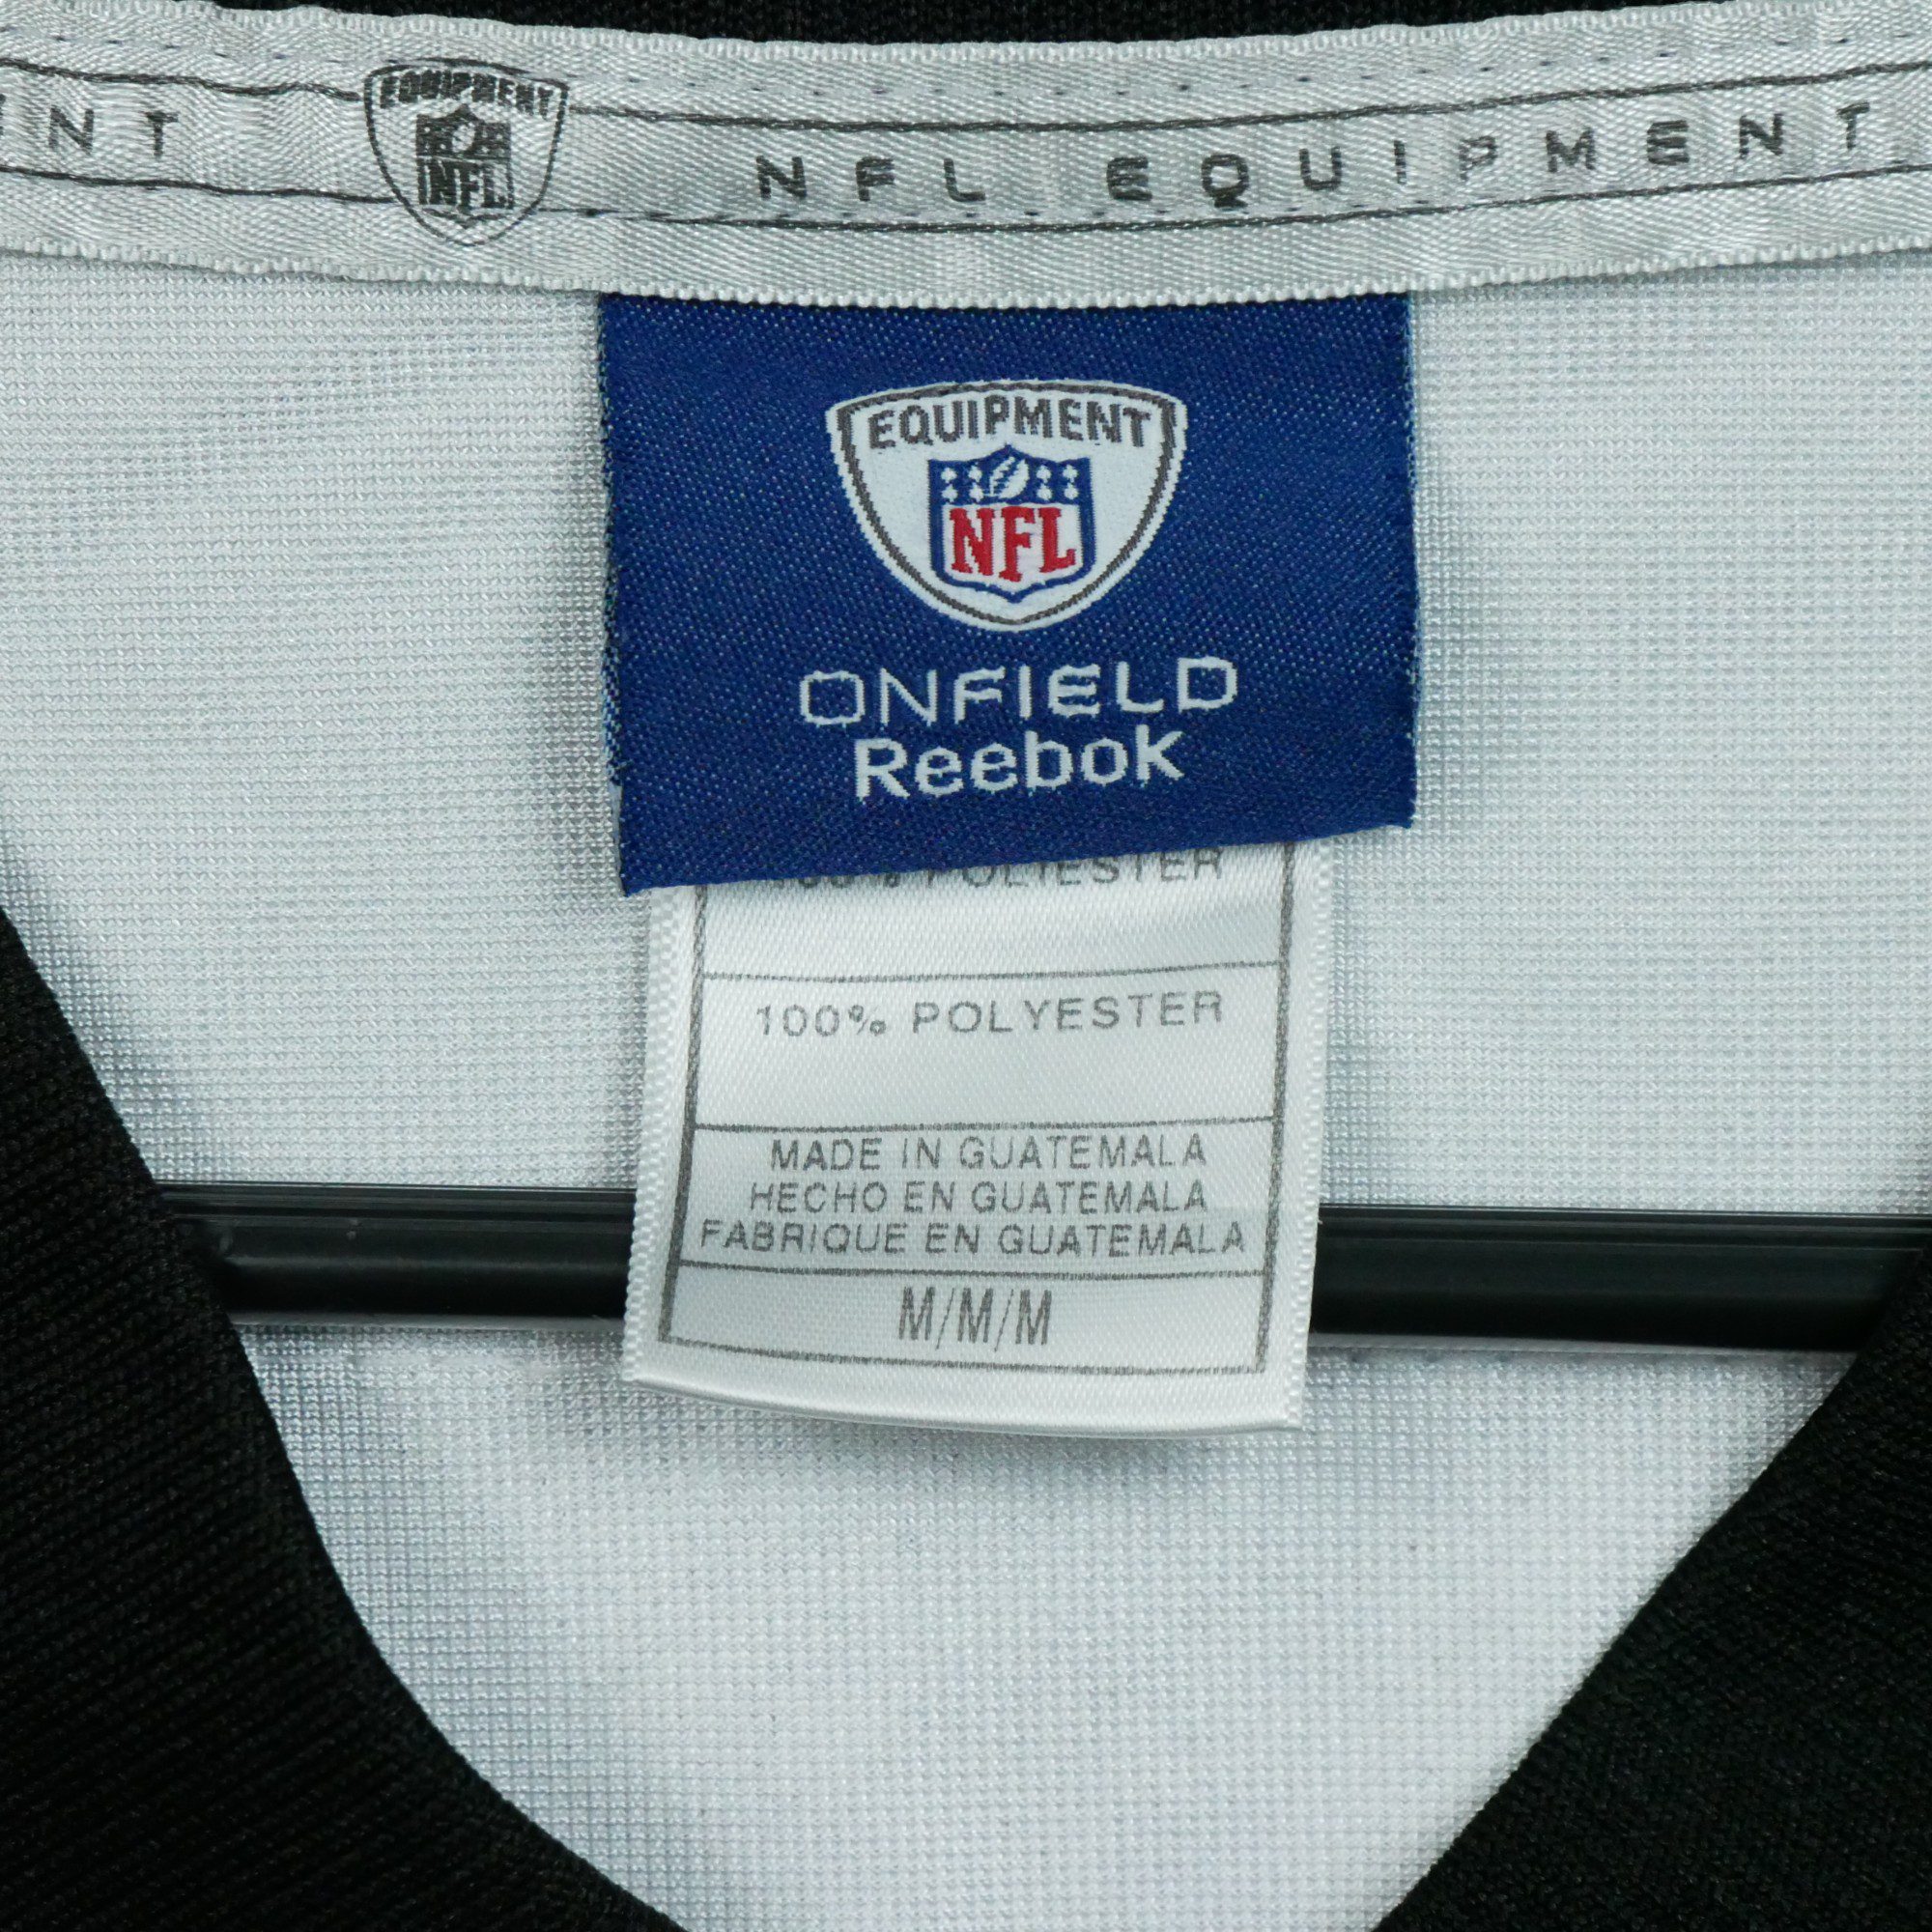 NT
EQUIPMENT
NFL
NFL EQUIPMENT
EQUIPMENT
NFL
ONFIELD
Reebok
POLIESTER
100% POLYESTER
MADE IN GUATEMALA
HECHO EN GUATEMALA
FABRIQUE EN GUATEMALA
M/M/M